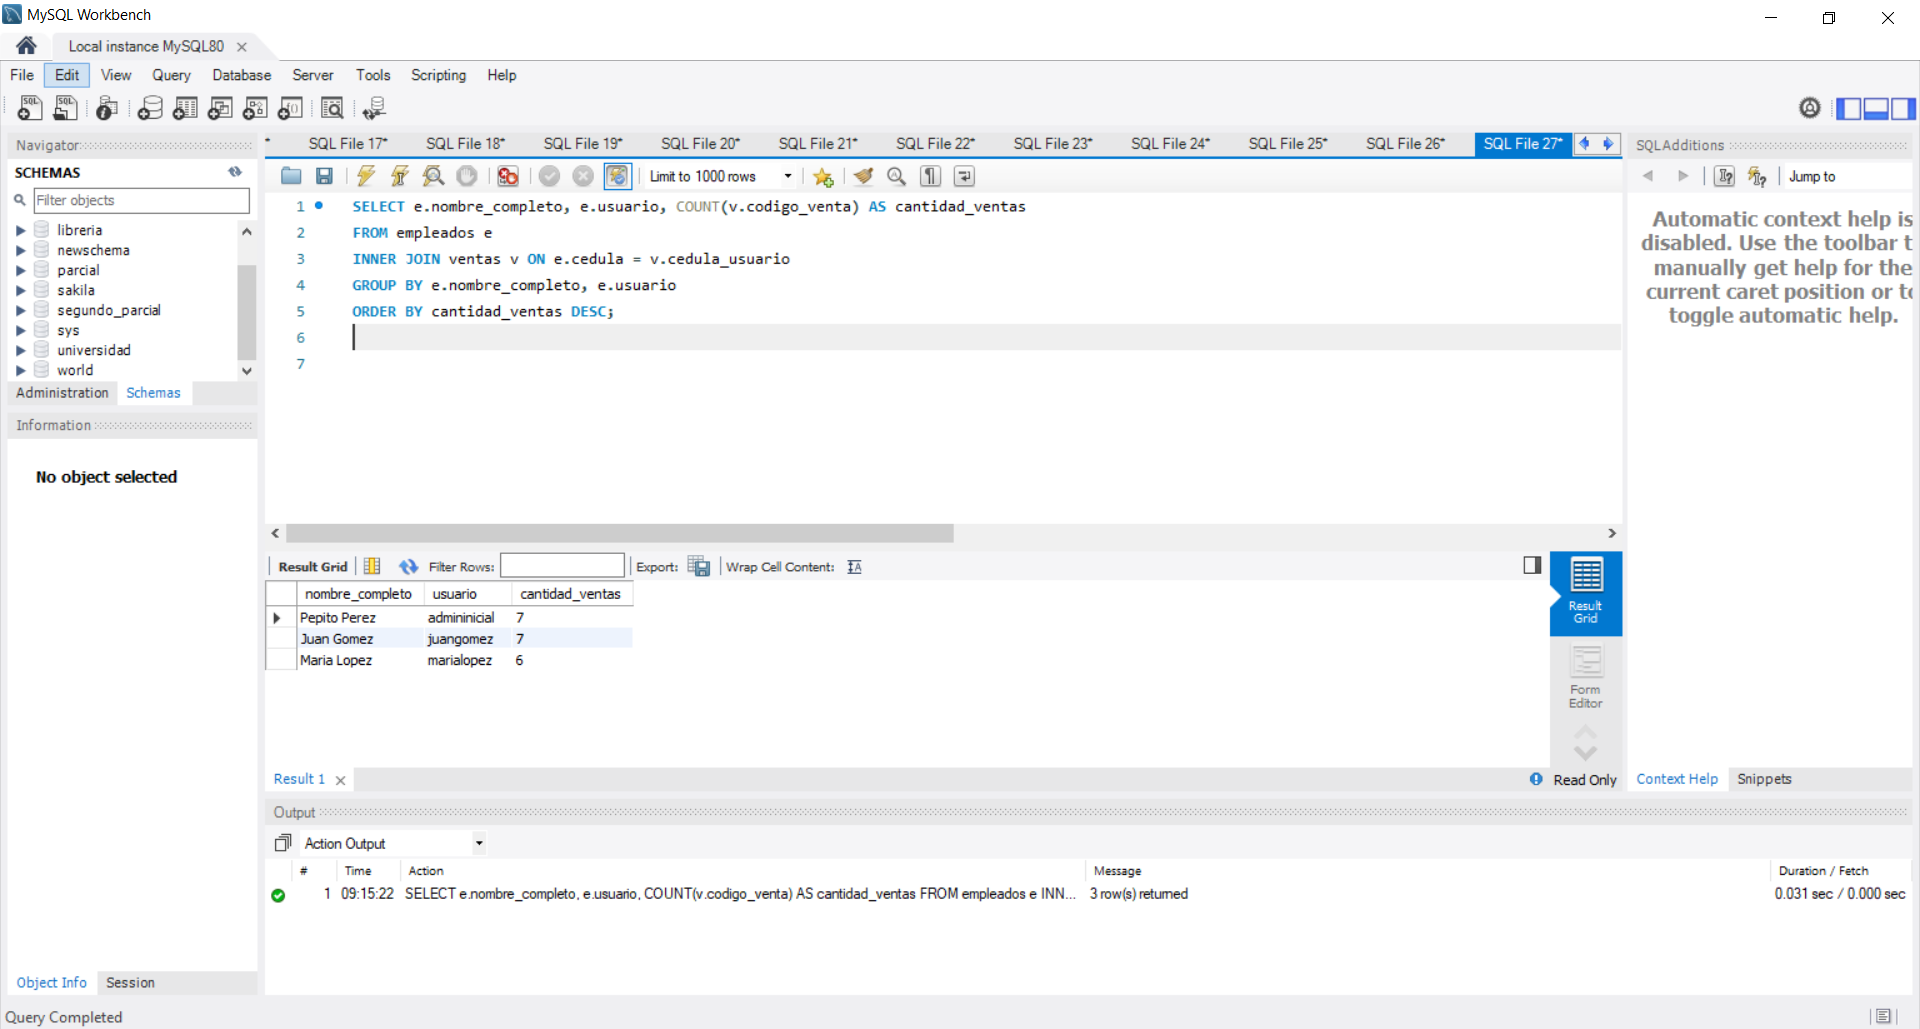 MySQL Workbench
Local instance MySQL80
File Edit View Query Database Server Tools Scripting Help
Navigator
SCHEMAS
Filter objects
libreria
newschema
parcial
sakila
segundo_parcial
sys
universidad
world
Administration Schemas
Information
No object selected
Object Info Session
* SQL File 17* SQL File 18* SQL File 19* SQL File 20* SQL File 21* SQL File 22* SQL File 23* SQL File 24* SQL File 25* SQL File 26* SQL File 27*
Limit to 1000 rows
1 SELECT e.nombre_completo, e.usuario, COUNT(v.codigo_venta) AS cantidad_ventas
2 FROM empleados e
3 INNER JOIN ventas v ON e.cedula = v.cedula_usuario
4 GROUP BY e.nombre_completo, e.usuario
5 ORDER BY cantidad_ventas DESC;
6
7
Result Grid Filter Rows: Export: Wrap Cell Content:
nombre_completo usuario cantidad_ventas
Pepito Perez admininicial 7
Juan Gomez juangomez 7
Maria Lopez marialopez 6
Result
Grid
Form
Editor
Result 1
Read Only
SQLAdditions
Jump to
Automatic context help is
disabled. Use the toolbar t
manually get help for the
current caret position or to
toggle automatic help.
Context Help Snippets
Output
Action Output
# Time Action Message Duration / Fetch
1 09:15:22 SELECT e.nombre_completo, e.usuario, COUNT(v.codigo_venta) AS cantidad_ventas FROM empleados e INN... 3 row(s) returned 0.031 sec / 0.000 sec
Query Completed